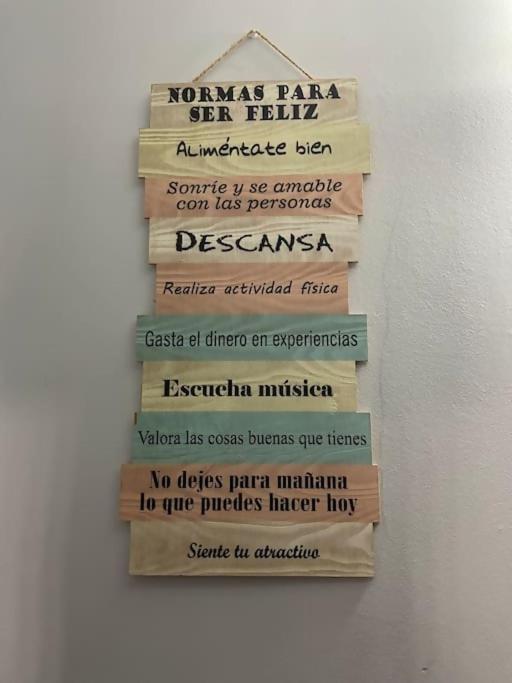 NORMAS PARA
SER FELIZ
Aliméntate bien
Sonríe y se amable
con las personas
DESCANSA
Realiza actividad física
Gasta el dinero en experiencias
Escucha música
Valora las cosas buenas que tienes
No dejes para mañana
lo que puedes hacer hoy
Siente tu atractivo